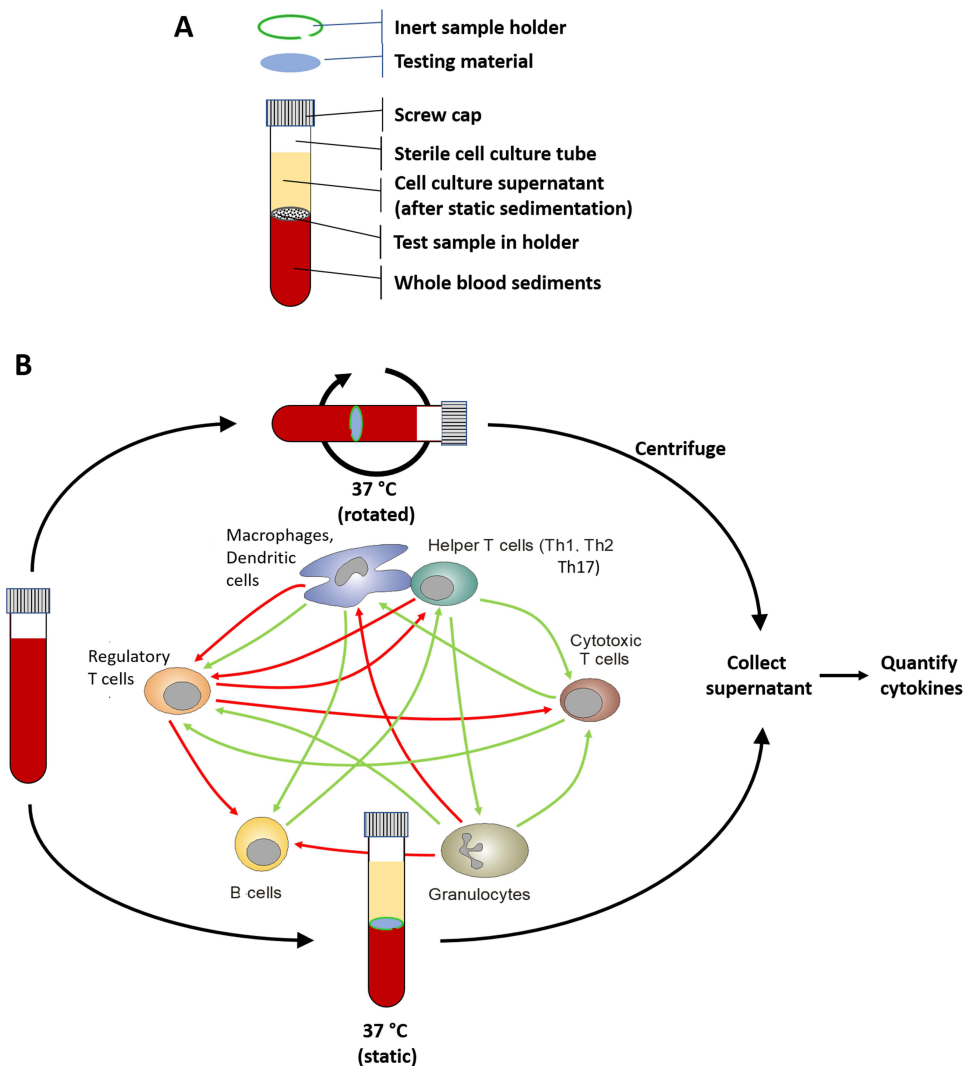 A
Inert sample holder
Testing material
Screw cap
Sterile cell culture tube
Cell culture supernatant
(after static sedimentation)
Test sample in holder
Whole blood sediments
B
37 °C
(rotated)
Centrifuge
Macrophages,
Dendritic
cells
Helper T cells (Th1, Th2
Th17)
Regulatory
T cells
Cytotoxic
T cells
Collect
supernatant
Quantify
cytokines
B cells
Granulocytes
37 °C
(static)